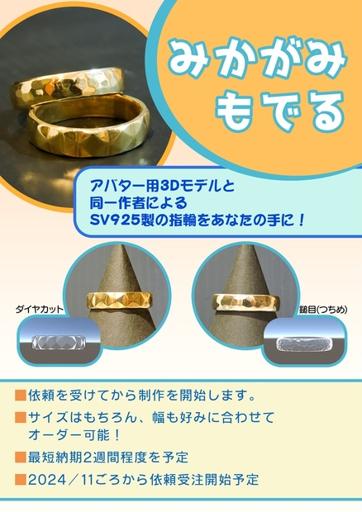 みかがみ
もでる
アバター用3Dモデルと
同一作者による
SV925製の指輪をあなたの手に！
ダイヤカット
鎚目(つちめ)
■依頼を受けてから制作を開始します。
■サイズはもちろん、幅も好みに合わせて
オーダー可能！
■最短納期2週間程度を予定
■2024／11ごろから依頼受注開始予定